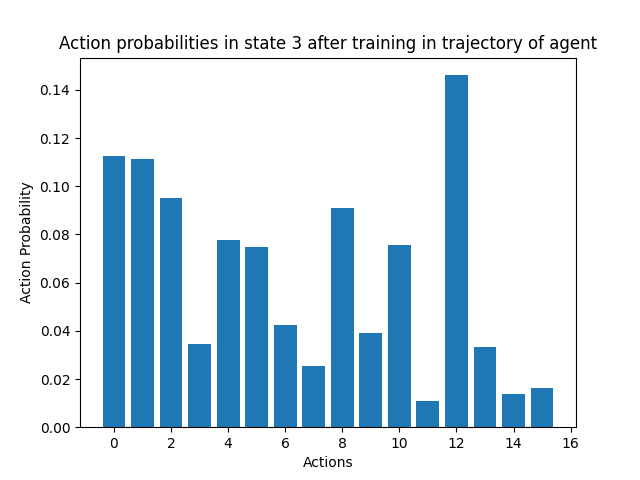 Action probabilities in state 3 after training in trajectory of agent
0.14
0.12
0.10
0.08
0.06
0.04
0.02
0.00
Action Probability
0 2 4 6 8 10 12 14 16
Actions